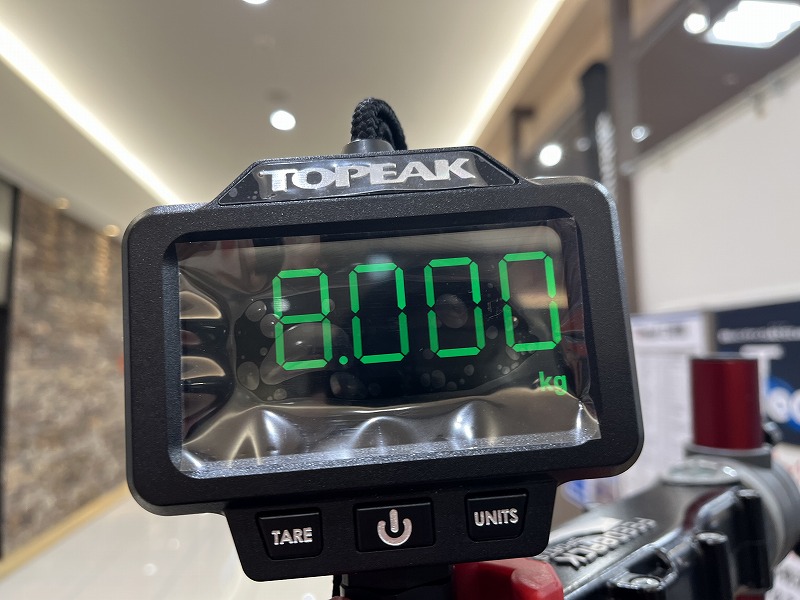 TOPEAK
8.000
kg
TARE
UNITS